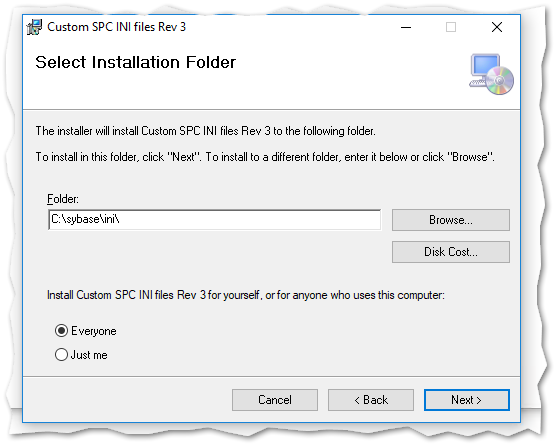 Custom SPC INI files Rev 3
Select Installation Folder
The installer will install Custom SPC INI files Rev 3 to the following folder.
To install in this folder, click "Next". To install to a different folder, enter it below or click "Browse".
Folder:
C:\sybase\ini\
Browse...
Disk Cost...
Install Custom SPC INI files Rev 3 for yourself, or for anyone who uses this computer:
Everyone
Just me
Cancel
< Back
Next >